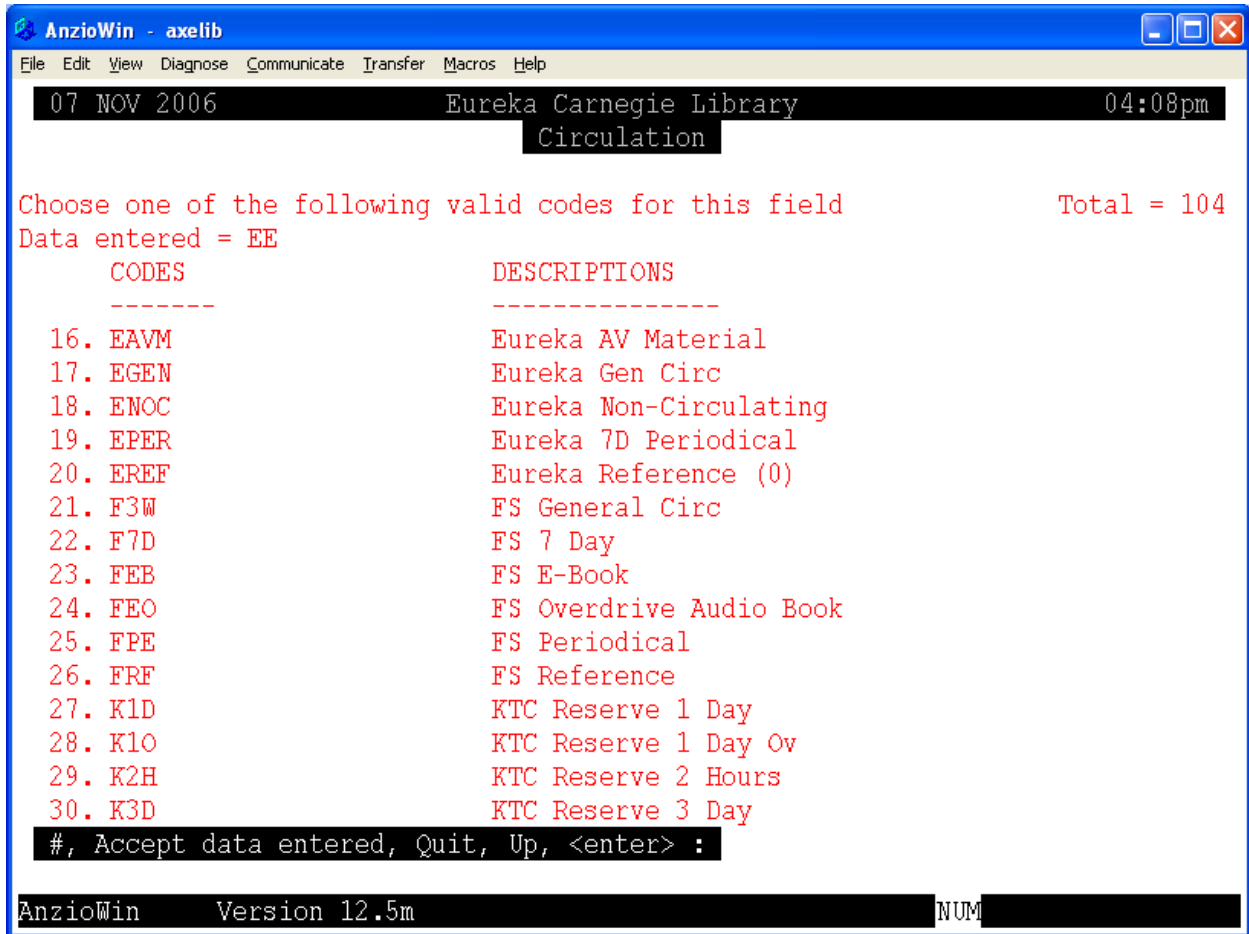 AnzioWin - axelib
File Edit View Diagnose Communicate Transfer Macros Help
07 NOV 2006 Eureka Carnegie Library 04:08pm
Circulation
Choose one of the following valid codes for this field Total = 104
Data entered = EE
CODES DESCRIPTIONS
------- ---------------
16. EAVM Eureka AV Material
17. EGEN Eureka Gen Circ
18. ENOC Eureka Non-Circulating
19. EPER Eureka 7D Periodical
20. EREF Eureka Reference (0)
21. F3W FS General Circ
22. F7D FS 7 Day
23. FEB FS E-Book
24. FEO FS Overdrive Audio Book
25. FPE FS Periodical
26. FRF FS Reference
27. K1D KTC Reserve 1 Day
28. K1O KTC Reserve 1 Day Ov
29. K2H KTC Reserve 2 Hours
30. K3D KTC Reserve 3 Day
#, Accept data entered, Quit, Up, <enter> :
AnzioWin Version 12.5m NUM